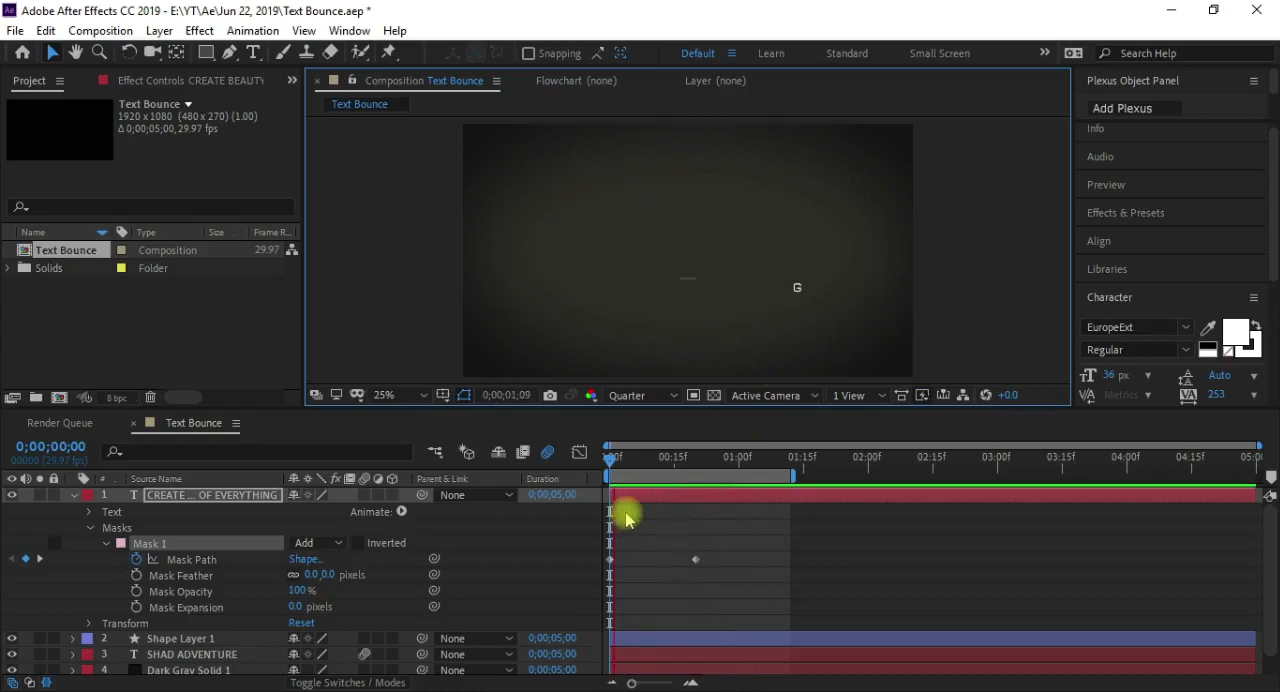 Adobe After Effects CC 2019 - E:\YT\Ae\Jun 22, 2019\Text Bounce.aep *
File Edit Composition Layer Effect Animation View Window Help
Snapping Default Learn Standard Small Screen Search Help
Project Effect Controls CREATE BEAUTY Composition Text Bounce Flowchart (none) Layer (none) Plexus Object Panel
Text Bounce
1920 x 1080 (480 x 270) (1.00)
Δ 0;00;05;00, 29.97 fps
Text Bounce
Add Plexus
Info
Audio
Preview
Effects & Presets
Align
Libraries
Character
Name Type Size Frame R...
Text Bounce Composition 29.97
Solids Folder
G
EuropeExt
Regular
36 px Auto
Metrics 253
8 bpc
25% 0;00;01;09 Quarter Active Camera 1 View +0.0
Render Queue Text Bounce
0;00;00;00
00000 (29.97 fps)
:00f 00:15f 01:00f 01:15f 02:00f 02:15f 03:00f 03:15f 04:00f 04:15f 05:0
# Source Name fx Parent & Link Duration
1 T [CREATE ... OF EVERYTHING] None 0;00;05;00
Text Animate:
Masks
Mask 1 Add Inverted
Mask Path Shape...
Mask Feather 0.0,0.0 pixels
Mask Opacity 100 %
Mask Expansion 0.0 pixels
Transform Reset
2 Shape Layer 1 None 0;00;05;00
3 T SHAD ADVENTURE None 0;00;05;00
4 Dark Gray Solid 1 None 0;00;05;00
Toggle Switches / Modes